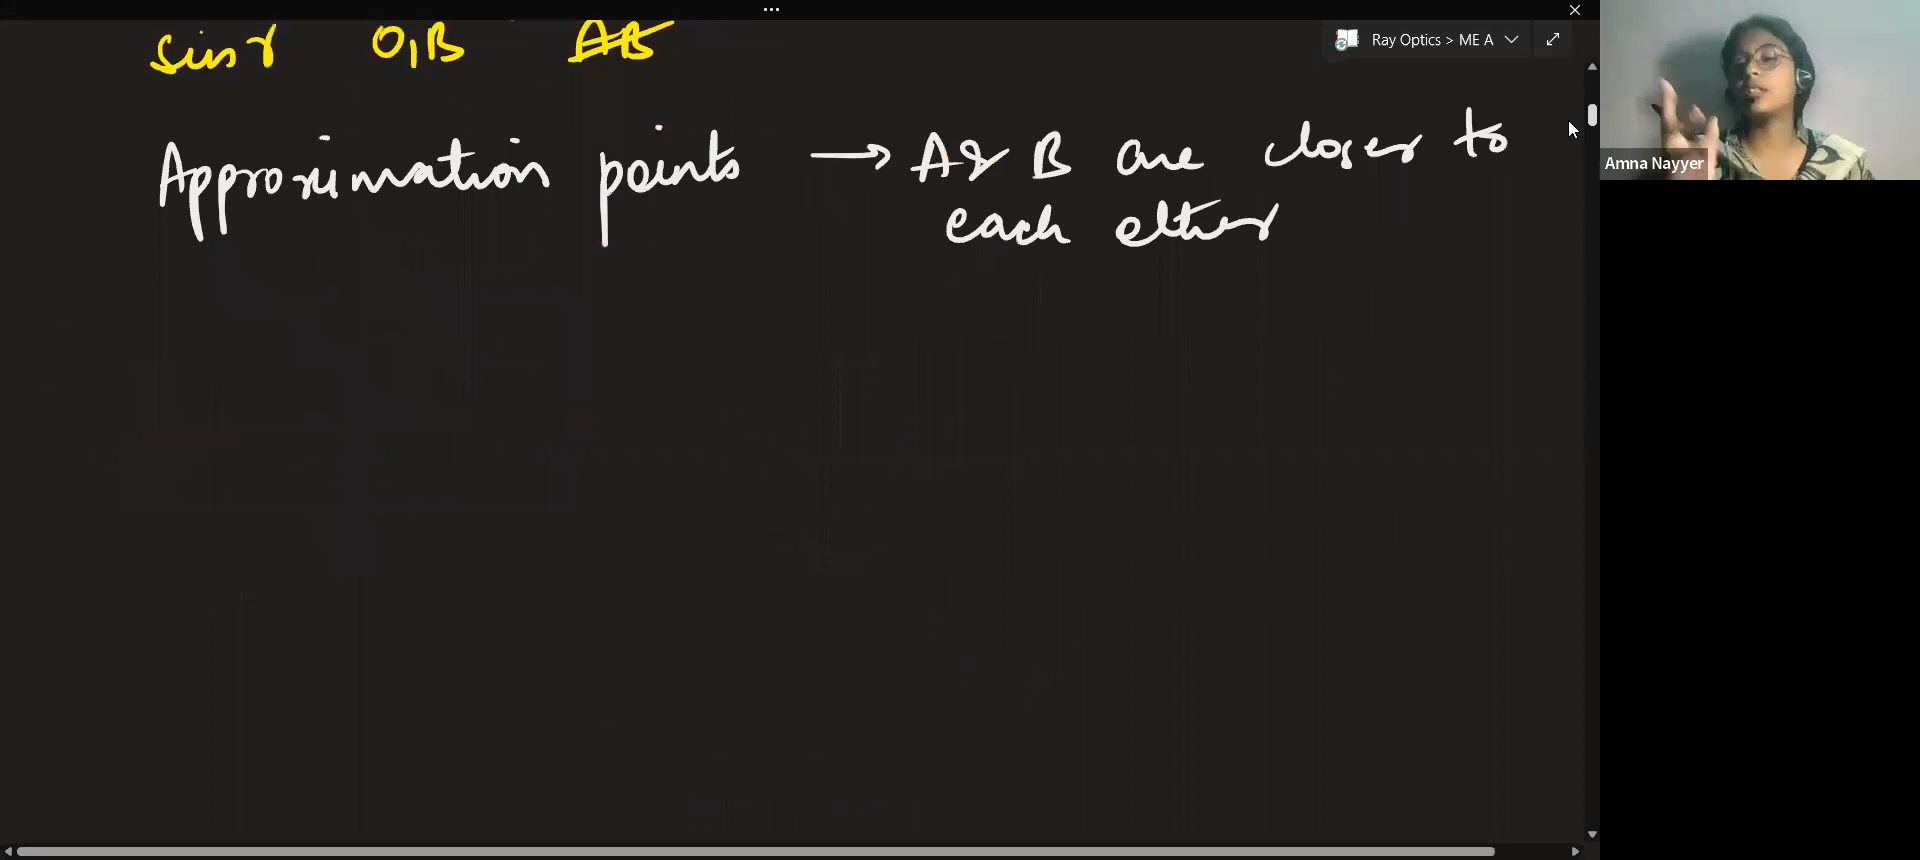 Ray Optics > ME A
sin r O,B AB
Approximation points → A & B are closer to
each other
Amna Nayyer